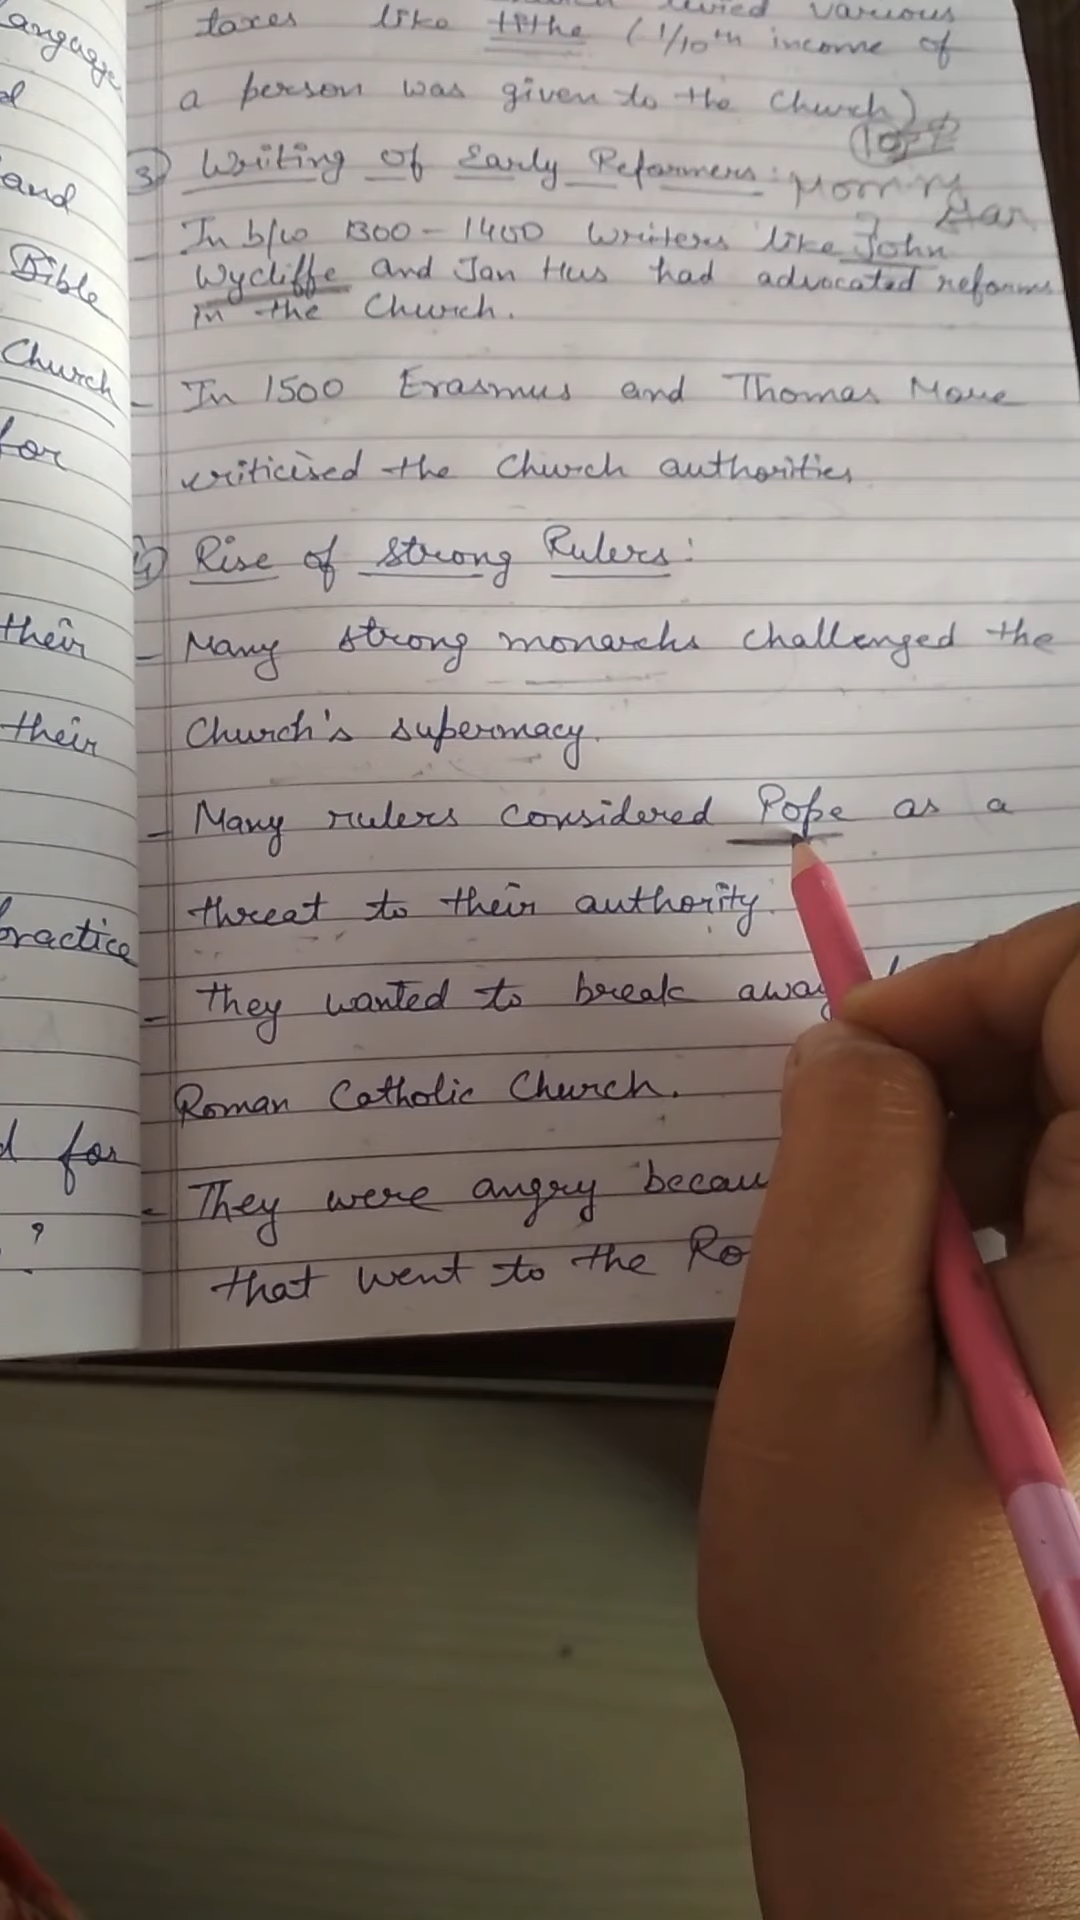 language
d
and
Bible
Church
for
their
their
practice
d for
?
levied various
taxes like tithe (1/10th income of
a person was given to the Church)
3) Writing of Early Reformers:
- In b/w 1300 - 1400 writers like John
Wycliffe and Jan Hus had advocated reforms
in the Church.
- In 1500 Erasmus and Thomas More
criticised the Church authorities
4) Rise of strong Rulers:
- Many strong monarchs challenged the
Church's supermacy.
- Many rulers considered Pope as a
threat to their authority.
- They wanted to break away
Roman Catholic Church.
- They were angry becau
that went to the Ro